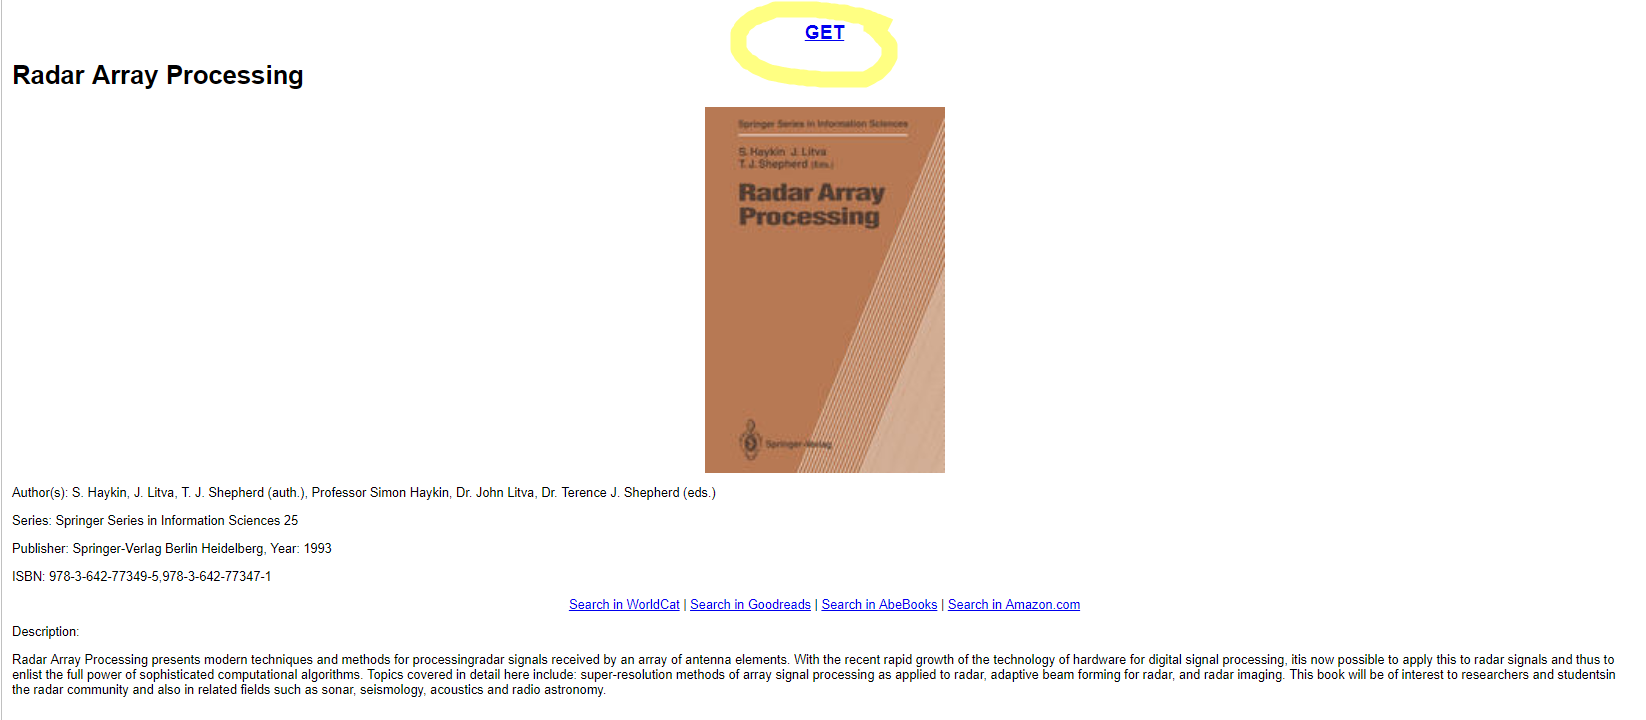 GET
Radar Array Processing
Springer Series in Information Sciences
S. Haykin J. Litva
T. J. Shepherd (Eds.)
Radar Array
Processing
Springer-Verlag
Author(s): S. Haykin, J. Litva, T. J. Shepherd (auth.), Professor Simon Haykin, Dr. John Litva, Dr. Terence J. Shepherd (eds.)
Series: Springer Series in Information Sciences 25
Publisher: Springer-Verlag Berlin Heidelberg, Year: 1993
ISBN: 978-3-642-77349-5,978-3-642-77347-1
Search in WorldCat | Search in Goodreads | Search in AbeBooks | Search in Amazon.com
Description:
Radar Array Processing presents modern techniques and methods for processingradar signals received by an array of antenna elements. With the recent rapid growth of the technology of hardware for digital signal processing, itis now possible to apply this to radar signals and thus to
enlist the full power of sophisticated computational algorithms. Topics covered in detail here include: super-resolution methods of array signal processing as applied to radar, adaptive beam forming for radar, and radar imaging. This book will be of interest to researchers and studentsin
the radar community and also in related fields such as sonar, seismology, acoustics and radio astronomy.